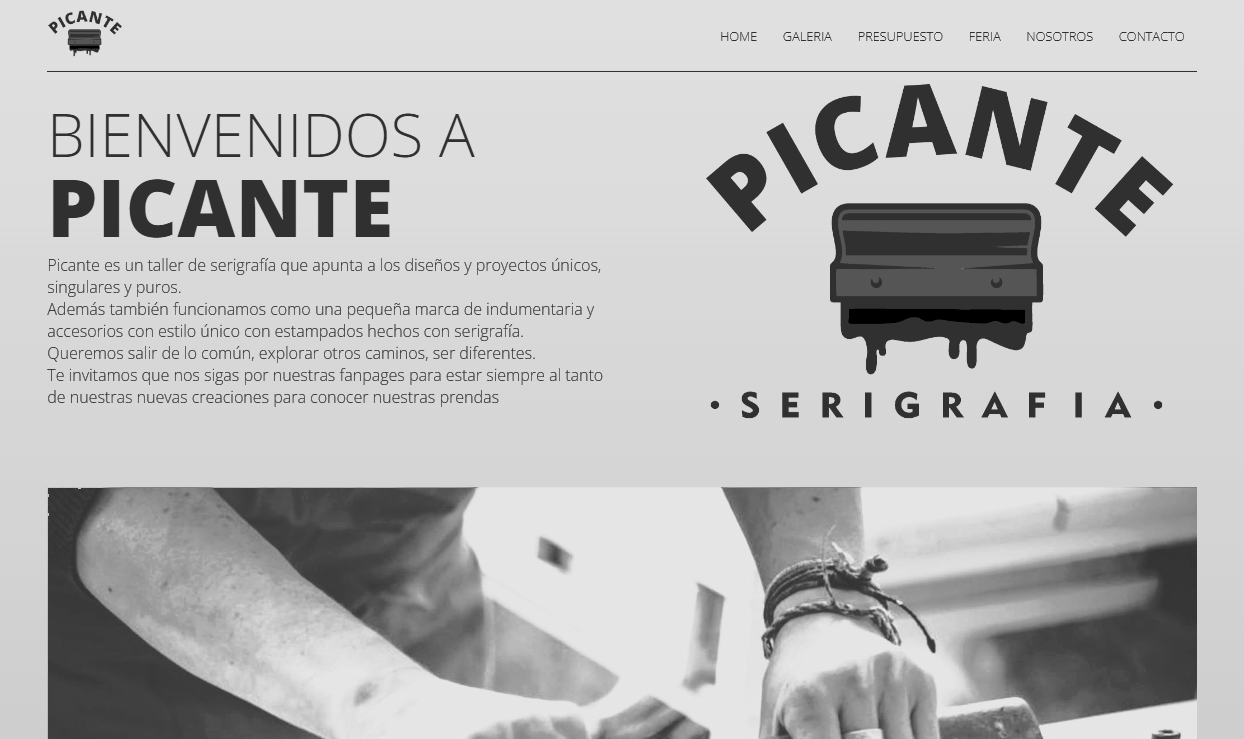 PICANTE
HOME GALERIA PRESUPUESTO FERIA NOSOTROS CONTACTO
BIENVENIDOS A
PICANTE
Picante es un taller de serigrafía que apunta a los diseños y proyectos únicos,
singulares y puros.
Además también funcionamos como una pequeña marca de indumentaria y
accesorios con estilo único con estampados hechos con serigrafía.
Queremos salir de lo común, explorar otros caminos, ser diferentes.
Te invitamos que nos sigas por nuestras fanpages para estar siempre al tanto
de nuestras nuevas creaciones para conocer nuestras prendas
PICANTE
· SERIGRAFIA ·